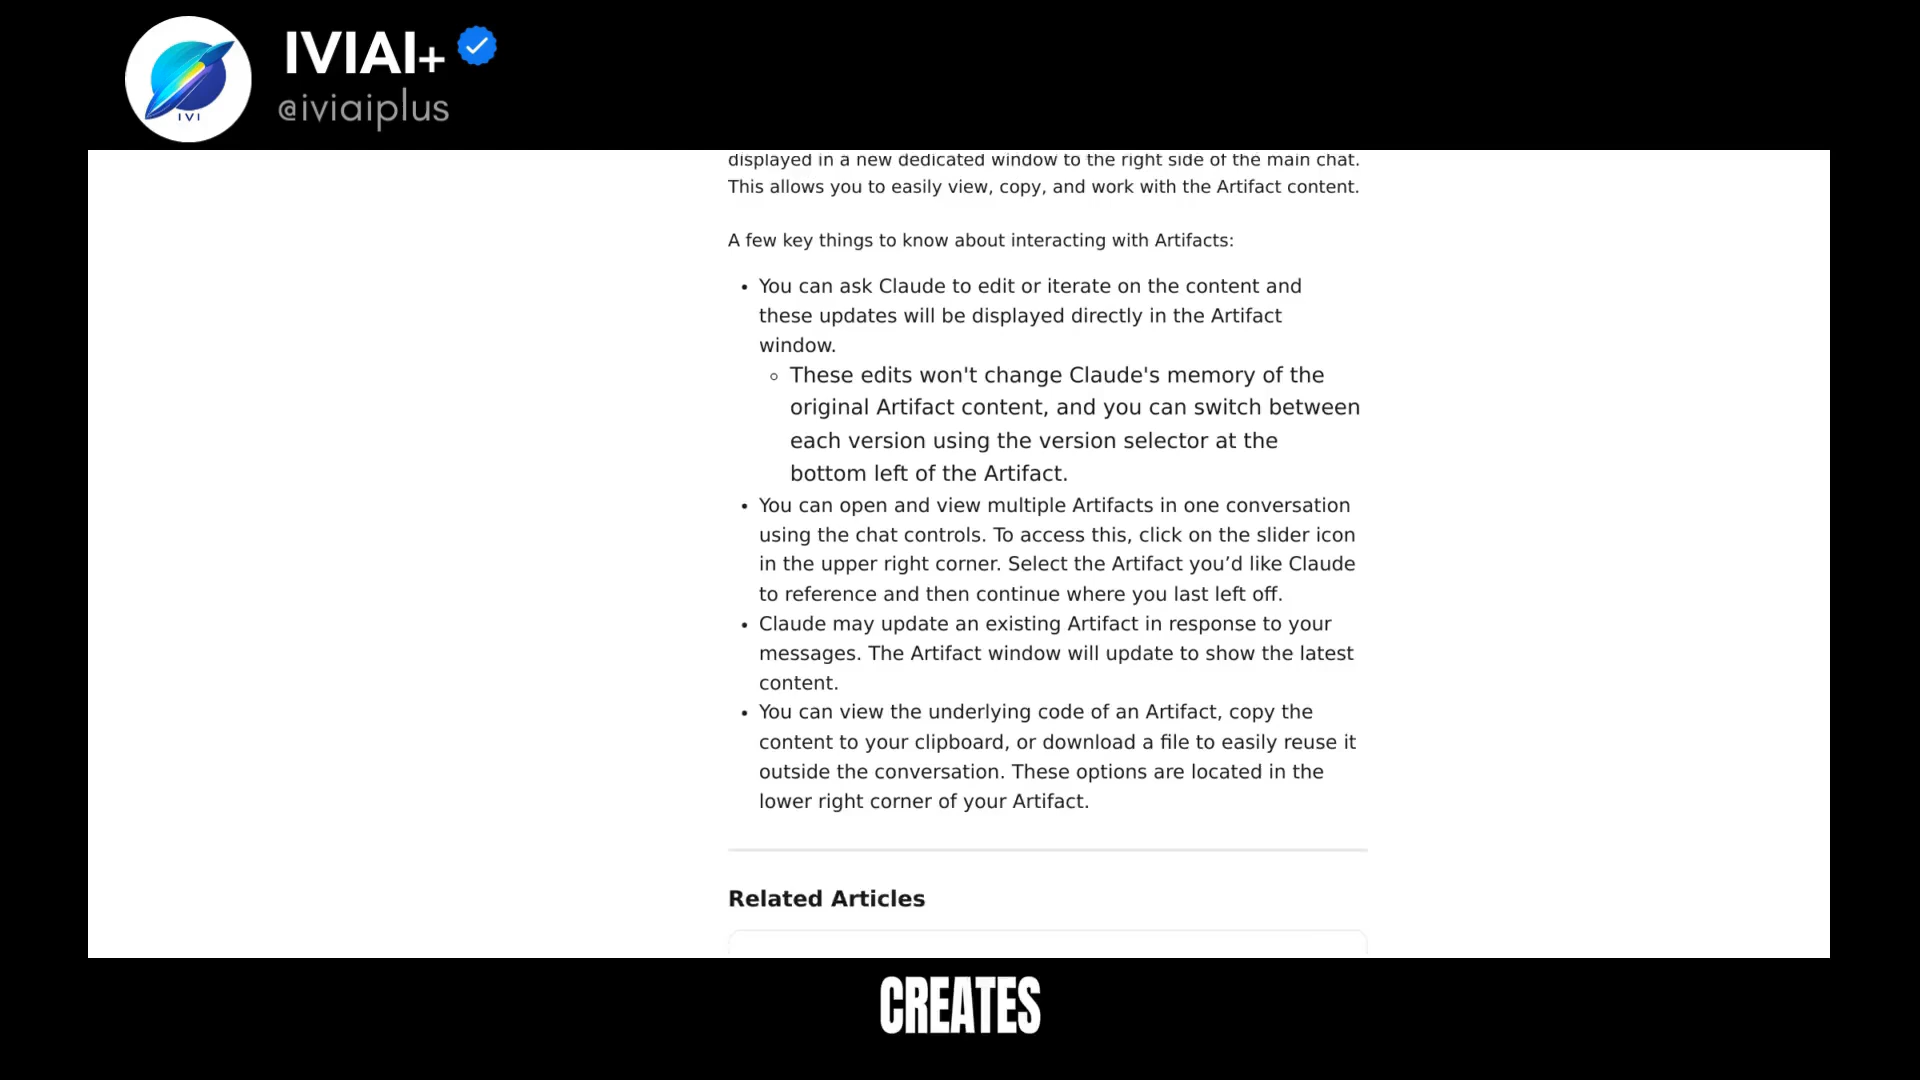 IVIAI+
@iviaiplus
IVI
displayed in a new dedicated window to the right side of the main chat.
This allows you to easily view, copy, and work with the Artifact content.
A few key things to know about interacting with Artifacts:
• You can ask Claude to edit or iterate on the content and
these updates will be displayed directly in the Artifact
window.
◦ These edits won't change Claude's memory of the
original Artifact content, and you can switch between
each version using the version selector at the
bottom left of the Artifact.
• You can open and view multiple Artifacts in one conversation
using the chat controls. To access this, click on the slider icon
in the upper right corner. Select the Artifact you’d like Claude
to reference and then continue where you last left off.
• Claude may update an existing Artifact in response to your
messages. The Artifact window will update to show the latest
content.
• You can view the underlying code of an Artifact, copy the
content to your clipboard, or download a file to easily reuse it
outside the conversation. These options are located in the
lower right corner of your Artifact.
Related Articles
CREATES